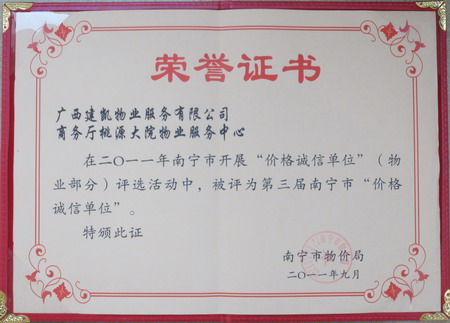 荣誉证书
广西建凯物业服务有限公司
商务厅桃源大院物业服务中心
在二〇一一年南宁市开展“价格诚信单位”（物
业部分）评选活动中，被评为第三届南宁市“价格
诚信单位”。
特颁此证
南宁市物价局
二〇一一年九月